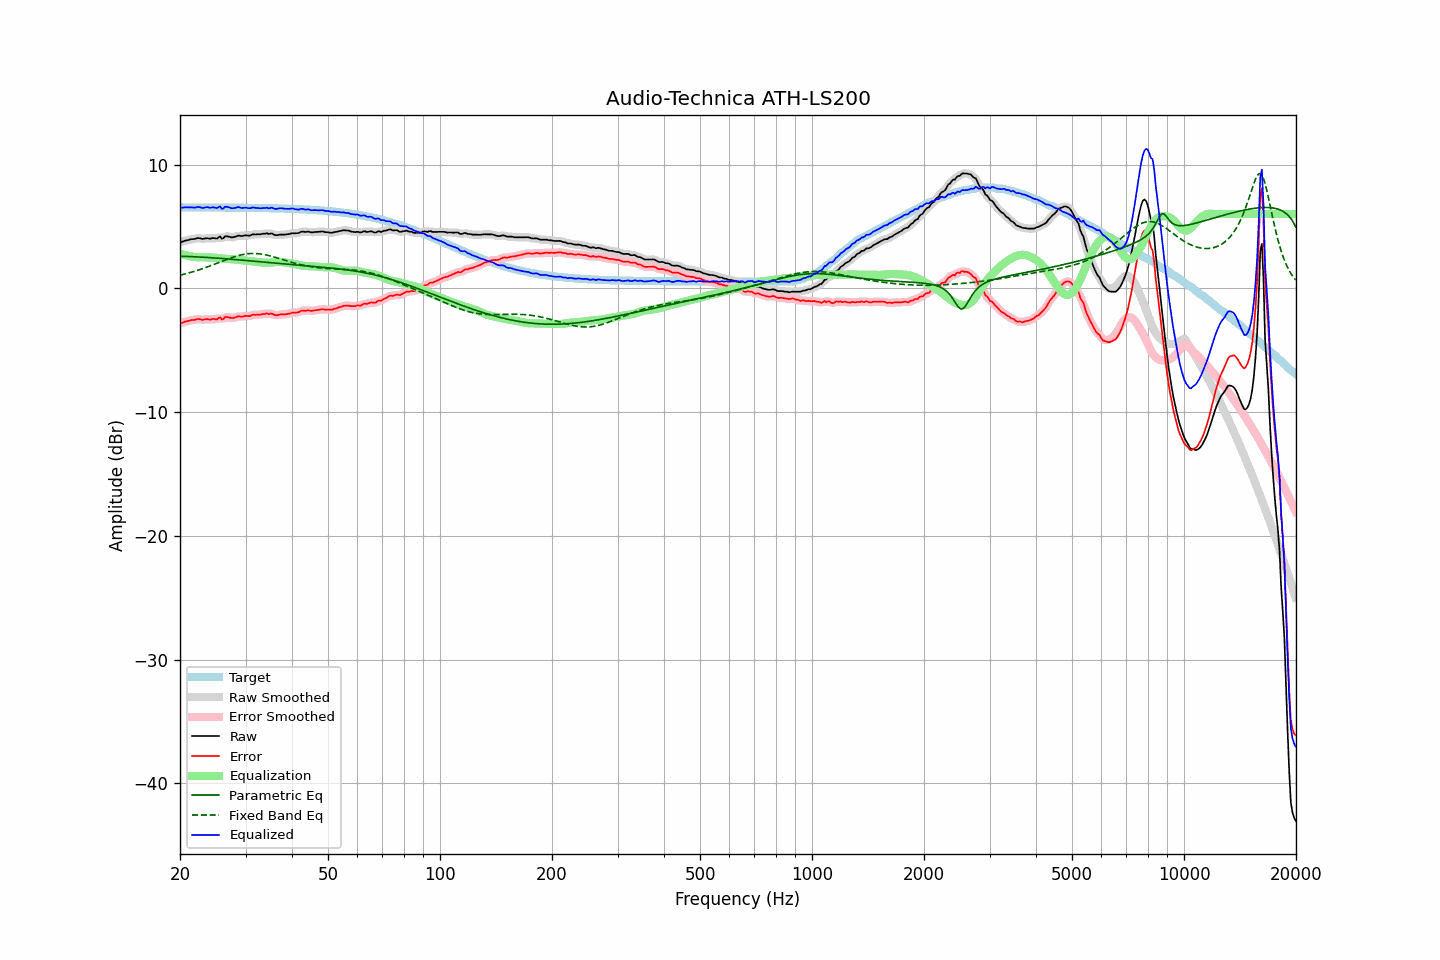 Audio-Technica ATH-LS200
10
0
−10
−20
−30
−40
Amplitude (dBr)
Target
Raw Smoothed
Error Smoothed
Raw
Error
Equalization
Parametric Eq
Fixed Band Eq
Equalized
20 50 100 200 500 1000 2000 5000 10000 20000
Frequency (Hz)